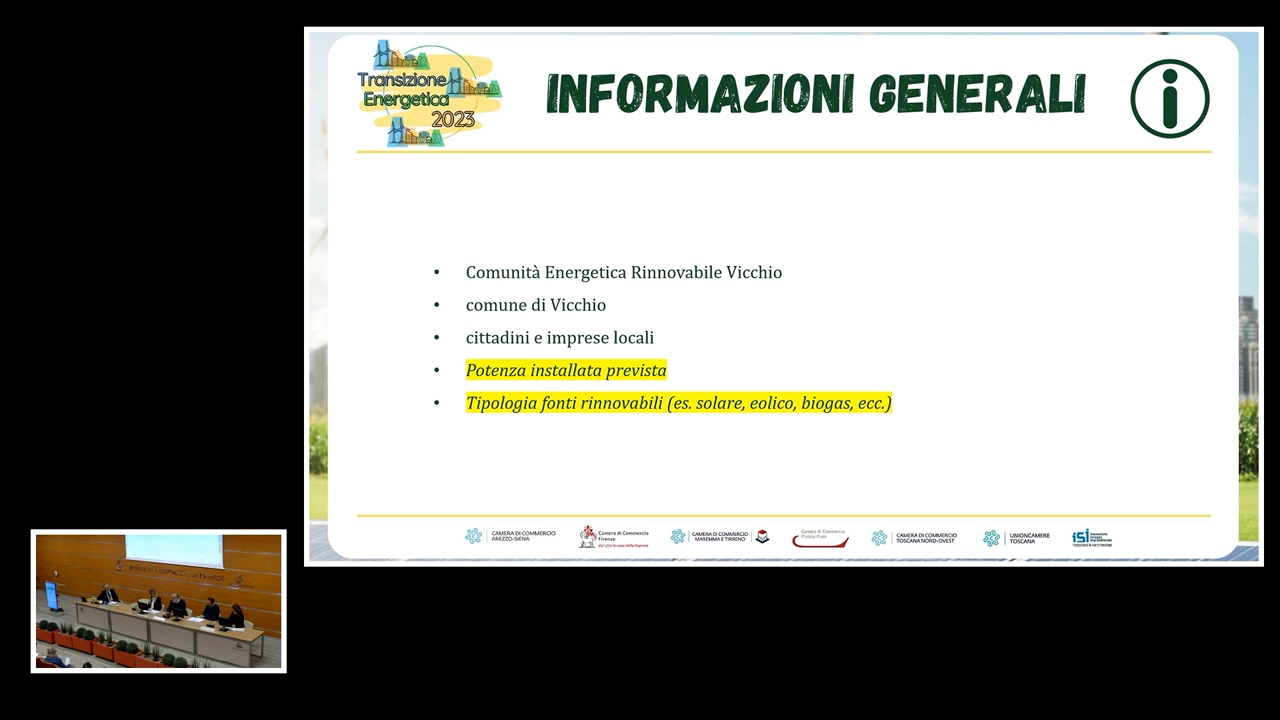 Transizione
Energetica
2023
INFORMAZIONI GENERALI
i
• Comunità Energetica Rinnovabile Vicchio
• comune di Vicchio
• cittadini e imprese locali
• Potenza installata prevista
• Tipologia fonti rinnovabili (es. solare, eolico, biogas, ecc.)
CAMERA DI COMMERCIO
AREZZO-SIENA
Camera di Commercio
Firenze
CAMERA DI COMMERCIO
MAREMMA E TIRRENO
Camera di Commercio
Pistoia-Prato
CAMERA DI COMMERCIO
TOSCANA NORD-OVEST
UNIONCAMERE
TOSCANA
isi